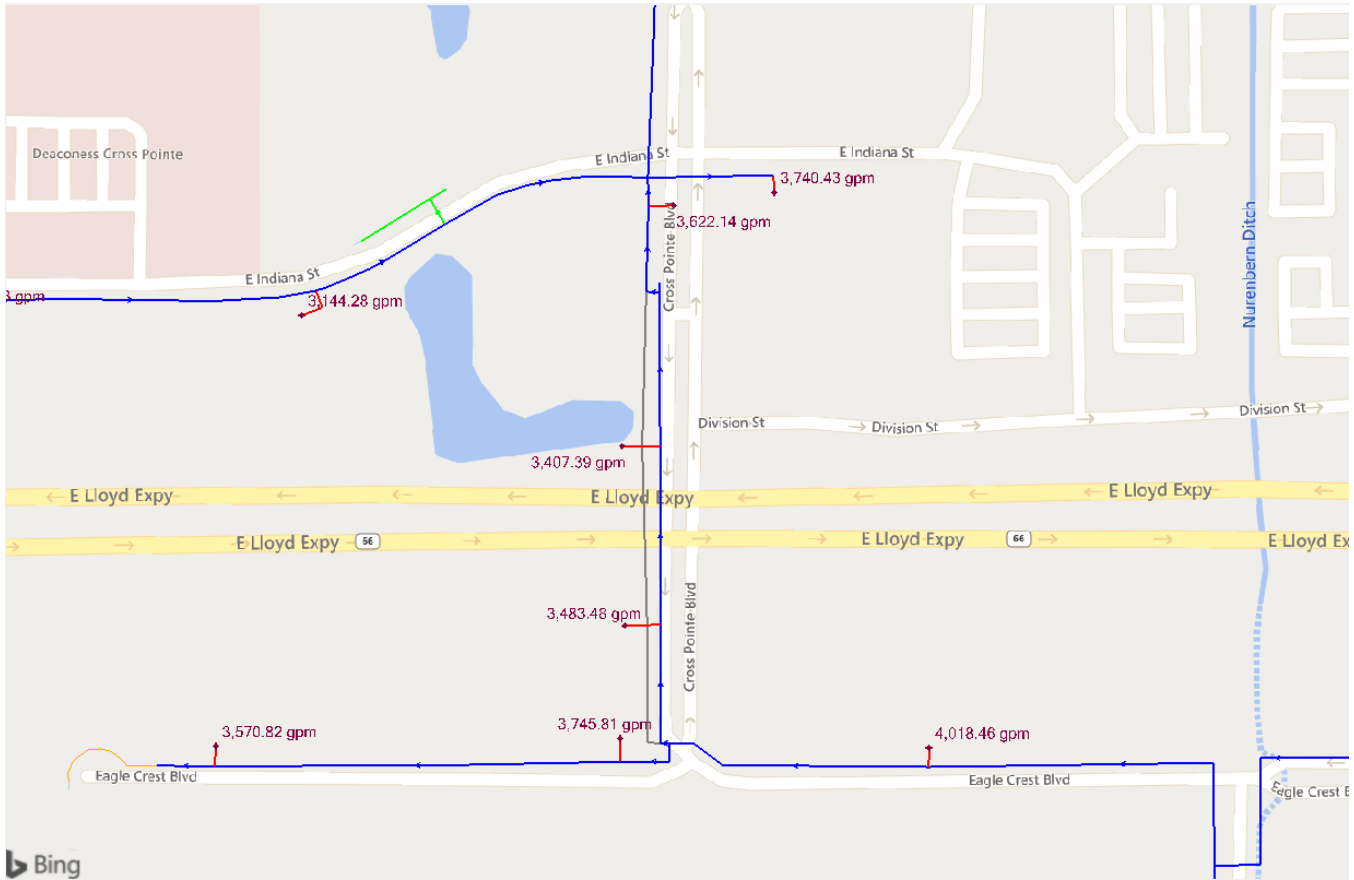 Deaconess Cross Pointe
E Indiana St
E Indiana St
3,740.43 gpm
3,622.14 gpm
Cross Pointe Blvd
Nurenbern Ditch
E Indiana St
3 gpm
3,144.28 gpm
Division St
Division St
Division St
3,407.39 gpm
E Lloyd Expy
E Lloyd Expy
E Lloyd Expy
E Lloyd Expy
66
E Lloyd Expy
66
E Lloyd Ex
3,483.48 gpm
Cross Pointe Blvd
3,570.82 gpm
3,745.81 gpm
4,018.46 gpm
Eagle Crest Blvd
Eagle Crest Blvd
Eagle Crest B
Bing